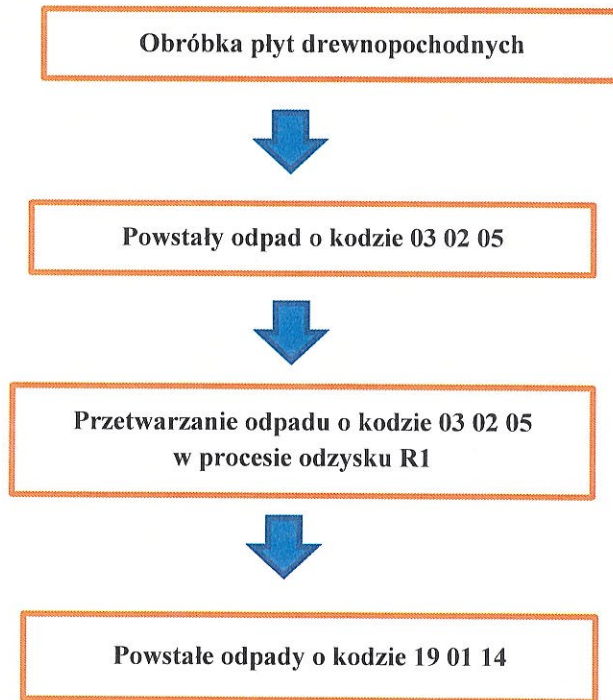 Obróbka płyt drewnopochodnych
Powstały odpad o kodzie 03 02 05
Przetwarzanie odpadu o kodzie 03 02 05
w procesie odzysku R1
Powstałe odpady o kodzie 19 01 14